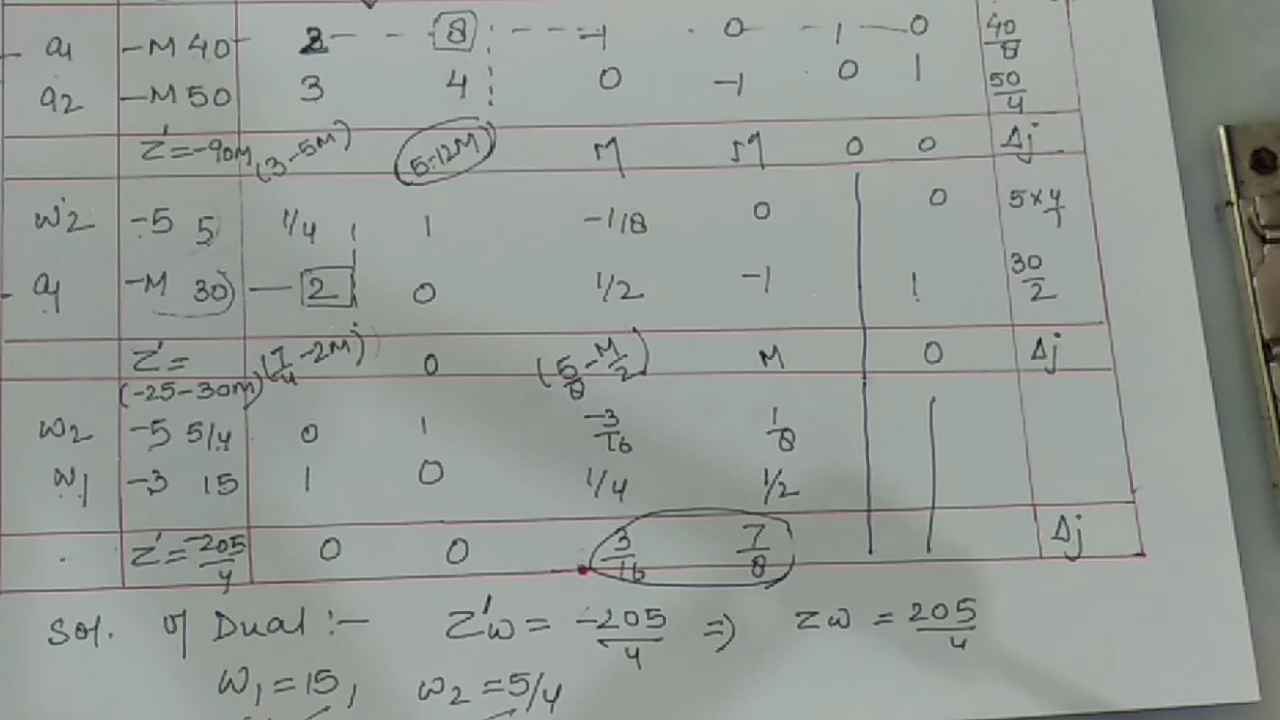 a1 -M 40 2 8 -1 0 1 0 40/8
a2 -M 50 3 4 0 -1 0 1 50/4
Z' = -90M (3-5M) (5-12M) M M 0 0 Δj
w2 -5 5 1/4 1 -1/8 0 0 5×4/1
a1 -M 30 2 0 1/2 -1 1 30/2
Z' = (7/4-2M) 0 (5/8-M/2) M 0 Δj
(-25-30M)
w2 -5 5/4 0 1 -3/16 1/8
w1 -3 15 1 0 1/4 1/2
Z' = -205/4 0 0 3/16 7/8 Δj
Sol. of Dual :- Z'w = -205/4 => Zw = 205/4
w1 = 15, w2 = 5/4